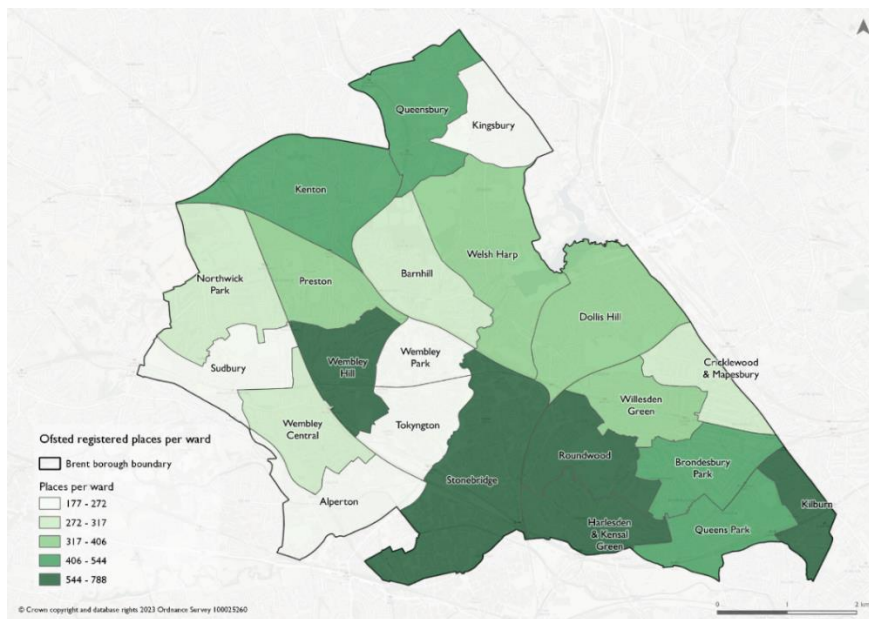 Queensbury
Kingsbury
Kenton
Welsh Harp
Barnhill
Northwick
Park
Preston
Dollis Hill
Sudbury
Wembley
Hill
Wembley
Park
Cricklewood
& Mapesbury
Willesden
Green
Wembley
Central
Tokyngton
Roundwood
Brondesbury
Park
Stonebridge
Alperton
Kilburn
Harlesden
& Kensal
Green
Queens Park
Ofsted registered places per ward
Brent borough boundary
Places per ward
177 - 272
272 - 317
317 - 406
406 - 544
544 - 788
© Crown copyright and database rights 2023 Ordnance Survey 100025260
0 1 2 km